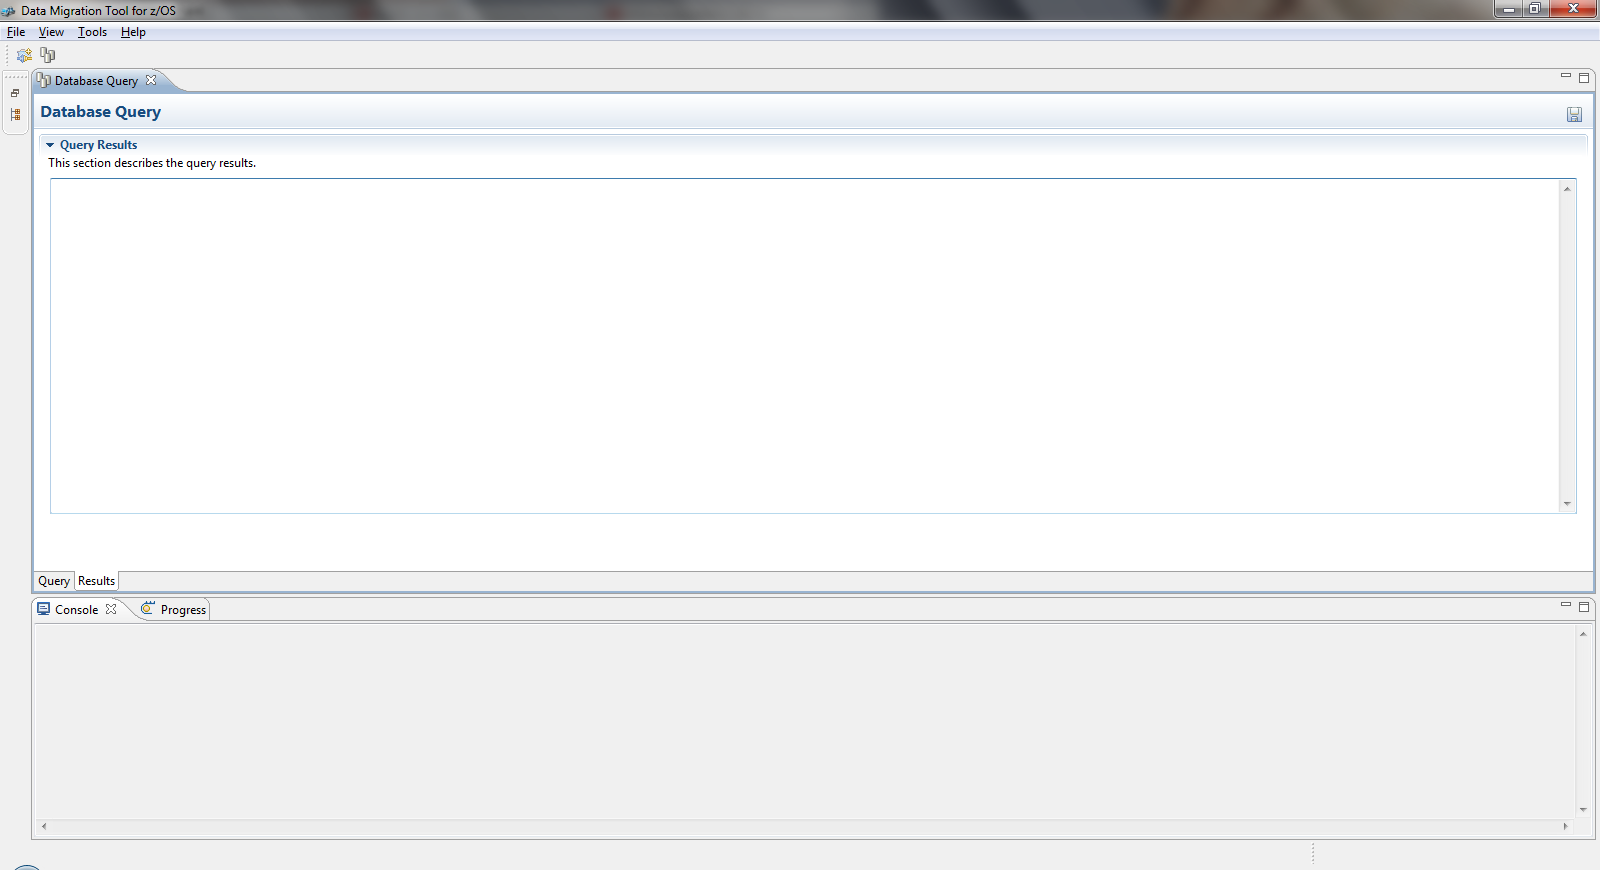 Data Migration Tool for z/OS
File View Tools Help
Database Query
Database Query
Query Results
This section describes the query results.
Query Results
Console Progress